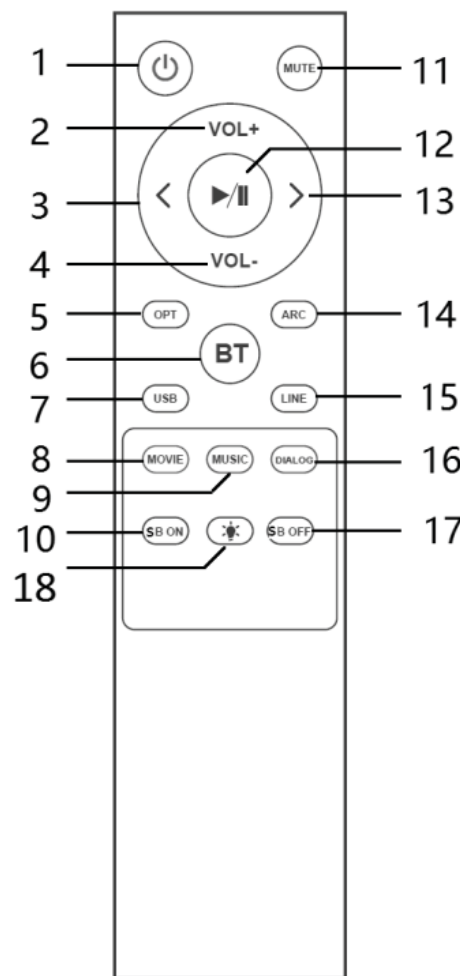 1 MUTE 11
2 VOL+ 12
3 13
4 VOL-
5 OPT ARC 14
6 BT
7 USB LINE 15
8 MOVIE MUSIC DIALOG 16
9
10 SB ON SB OFF 17
18